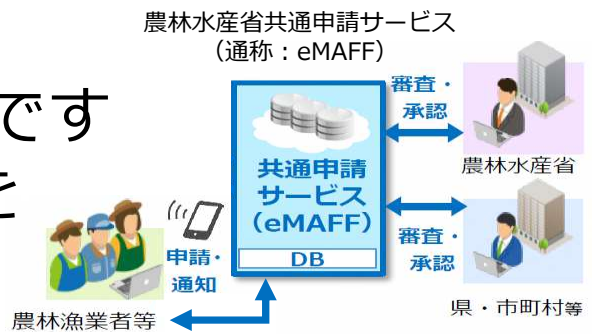 農林水産省共通申請サービス
（通称：eMAFF）
です
と
審査・
承認
農林水産省
共通申請
サービス
（eMAFF）
DB
審査・
承認
県・市町村等
申請・
通知
農林漁業者等